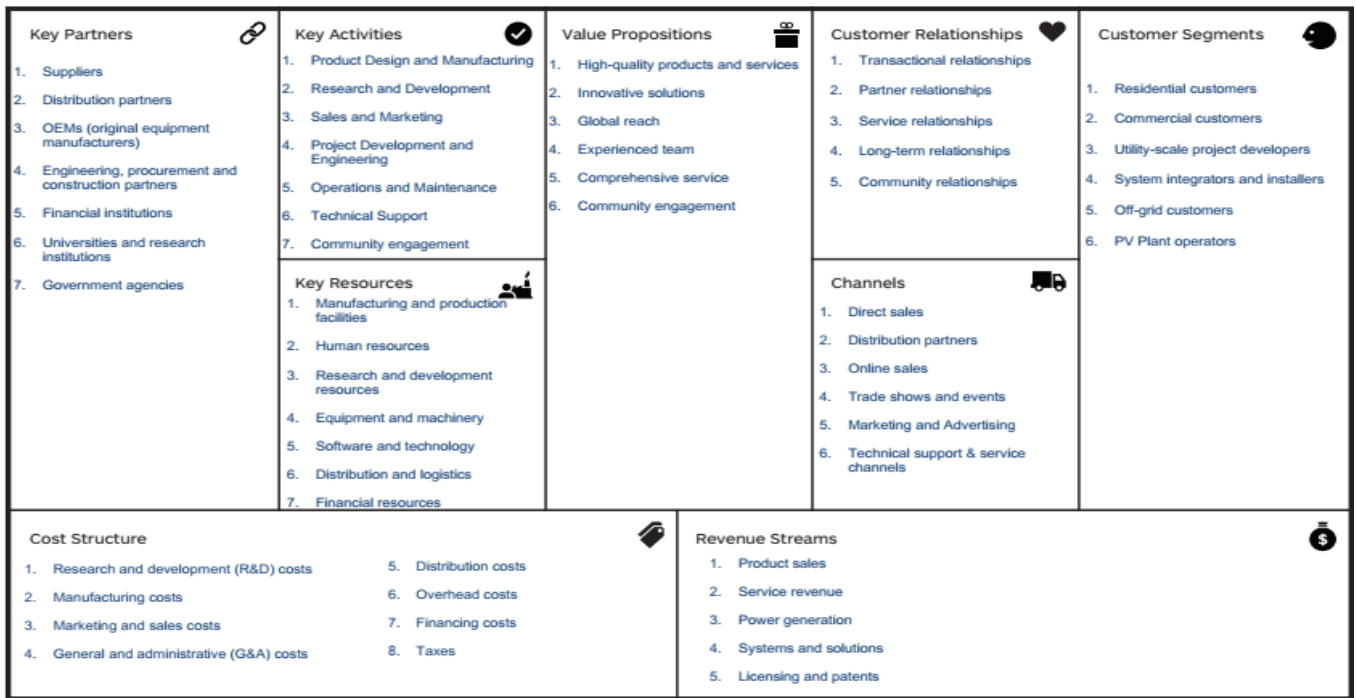 Key Partners
1. Suppliers
2. Distribution partners
3. OEMs (original equipment
manufacturers)
4. Engineering, procurement and
construction partners
5. Financial institutions
6. Universities and research
institutions
7. Government agencies
Key Activities
1. Product Design and Manufacturing
2. Research and Development
3. Sales and Marketing
4. Project Development and
Engineering
5. Operations and Maintenance
6. Technical Support
7. Community engagement
Key Resources
1. Manufacturing and production
facilities
2. Human resources
3. Research and development
resources
4. Equipment and machinery
5. Software and technology
6. Distribution and logistics
7. Financial resources
Value Propositions
1. High-quality products and services
2. Innovative solutions
3. Global reach
4. Experienced team
5. Comprehensive service
6. Community engagement
Customer Relationships
1. Transactional relationships
2. Partner relationships
3. Service relationships
4. Long-term relationships
5. Community relationships
Channels
1. Direct sales
2. Distribution partners
3. Online sales
4. Trade shows and events
5. Marketing and Advertising
6. Technical support & service
channels
Customer Segments
1. Residential customers
2. Commercial customers
3. Utility-scale project developers
4. System integrators and installers
5. Off-grid customers
6. PV Plant operators
Cost Structure
1. Research and development (R&D) costs
2. Manufacturing costs
3. Marketing and sales costs
4. General and administrative (G&A) costs
5. Distribution costs
6. Overhead costs
7. Financing costs
8. Taxes
Revenue Streams
$
1. Product sales
2. Service revenue
3. Power generation
4. Systems and solutions
5. Licensing and patents